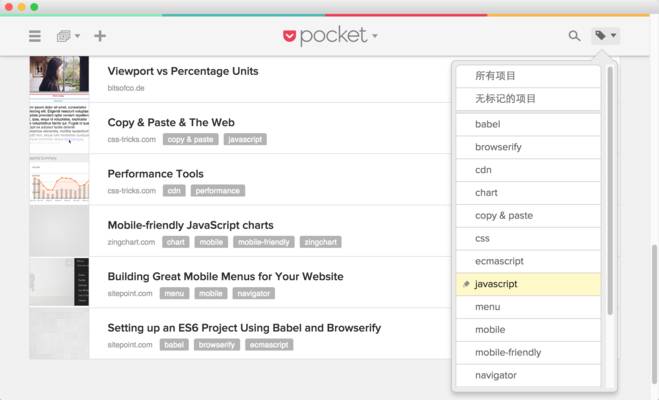 pocket
Viewport vs Percentage Units
bitsofco.de
Copy & Paste & The Web
css-tricks.com copy & paste javascript
Performance Tools
css-tricks.com cdn performance
Mobile-friendly JavaScript charts
zingchart.com chart mobile mobile-friendly zingchart
Building Great Mobile Menus for Your Website
sitepoint.com menu mobile navigator
Setting up an ES6 Project Using Babel and Browserify
sitepoint.com babel browserify ecmascript
所有项目
无标记的项目
babel
browserify
cdn
chart
copy & paste
css
ecmascript
javascript
menu
mobile
mobile-friendly
navigator